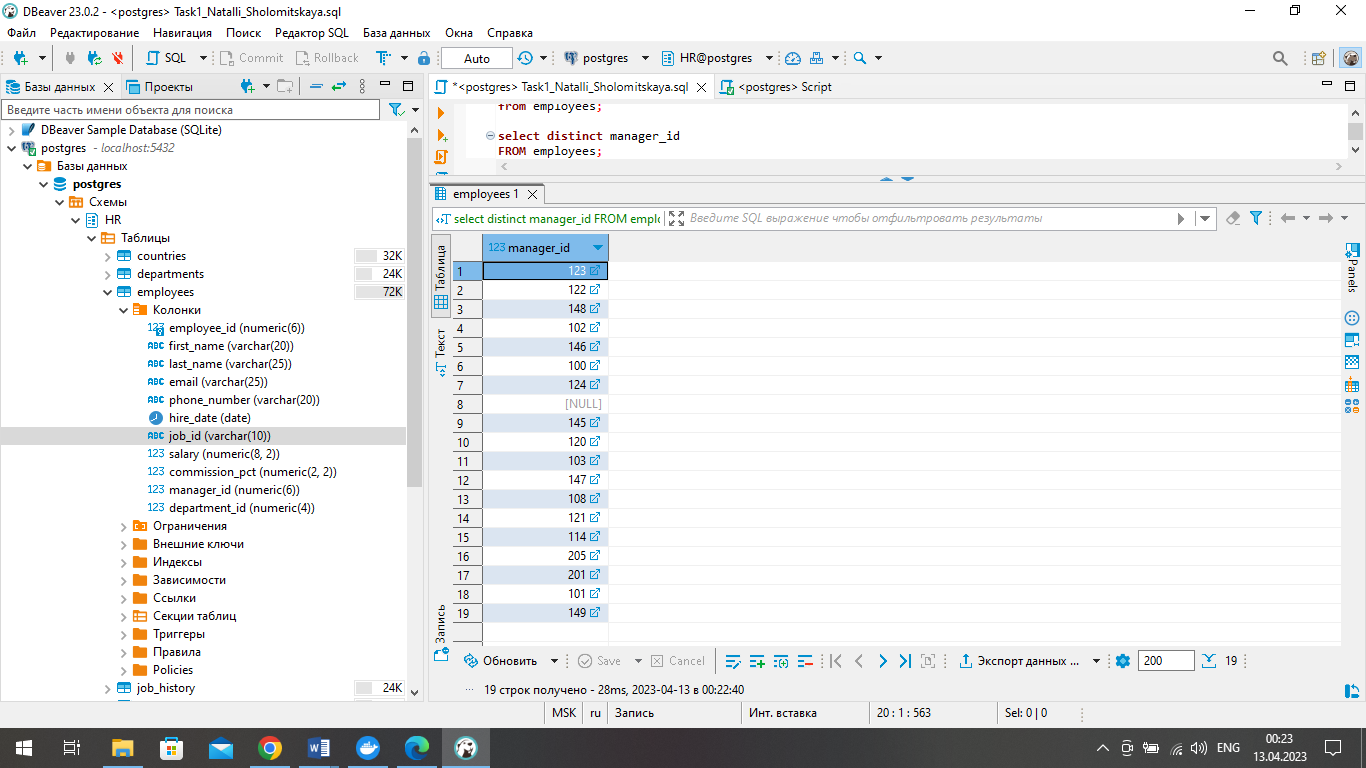 DBeaver 23.0.2 - <postgres> Task1_Natalli_Sholomitskaya.sql
Файл Редактирование Навигация Поиск Редактор SQL База данных Окна Справка
SQL Commit Rollback Auto postgres HR@postgres
Базы данных Проекты
Введите часть имени объекта для поиска
DBeaver Sample Database (SQLite)
postgres - localhost:5432
Базы данных
postgres
Схемы
HR
Таблицы
countries 32K
departments 24K
employees 72K
Колонки
employee_id (numeric(6))
first_name (varchar(20))
last_name (varchar(25))
email (varchar(25))
phone_number (varchar(20))
hire_date (date)
job_id (varchar(10))
salary (numeric(8, 2))
commission_pct (numeric(2, 2))
manager_id (numeric(6))
department_id (numeric(4))
Ограничения
Внешние ключи
Индексы
Зависимости
Ссылки
Секции таблиц
Триггеры
Правила
Policies
job_history 24K
*<postgres> Task1_Natalli_Sholomitskaya.sql <postgres> Script
from employees;
select distinct manager_id
FROM employees;
employees 1
select distinct manager_id FROM emplo Введите SQL выражение чтобы отфильтровать результаты
Таблица
Текст
Запись
123 manager_id
1 123
2 122
3 148
4 102
5 146
6 100
7 124
8 [NULL]
9 145
10 120
11 103
12 147
13 108
14 121
15 114
16 205
17 201
18 101
19 149
Panels
Обновить Save Cancel Экспорт данных ... 200 19
19 строк получено - 28ms, 2023-04-13 в 00:22:40
MSK ru Запись Инт. вставка 20 : 1 : 563 Sel: 0 | 0
ENG 00:23
13.04.2023